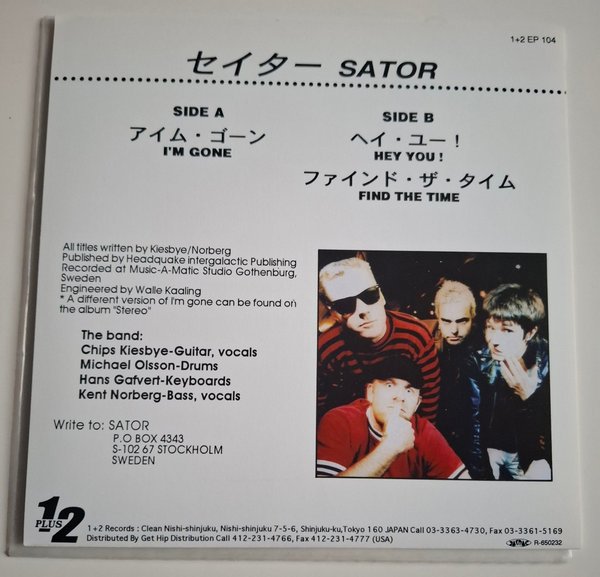 1+2 EP 104
セイター SATOR
SIDE A
アイム・ゴーン
I'M GONE
SIDE B
ヘイ・ユー！
HEY YOU !
ファインド・ザ・タイム
FIND THE TIME
All titles written by Kiesbye/Norberg
Published by Headquake intergalactic Publishing
Recorded at Music-A-Matic Studio Gothenburg,
Sweden
Engineered by Walle Kaaling
* A different version of I'm gone can be found on
the album "Stereo"
The band:
Chips Kiesbye-Guitar, vocals
Michael Olsson-Drums
Hans Gafvert-Keyboards
Kent Norberg-Bass, vocals
Write to: SATOR
P.O BOX 4343
S-102 67 STOCKHOLM
SWEDEN
1 PLUS 2
1+2 Records : Clean Nishi-shinjuku, Nishi-shinjuku 7-5-6, Shinjuku-ku,Tokyo 160 JAPAN Call 03-3363-4730, Fax 03-3361-5169
Distributed By Get Hip Distribution Call 412-231-4766, Fax 412-231-4777 (USA)
R-650232